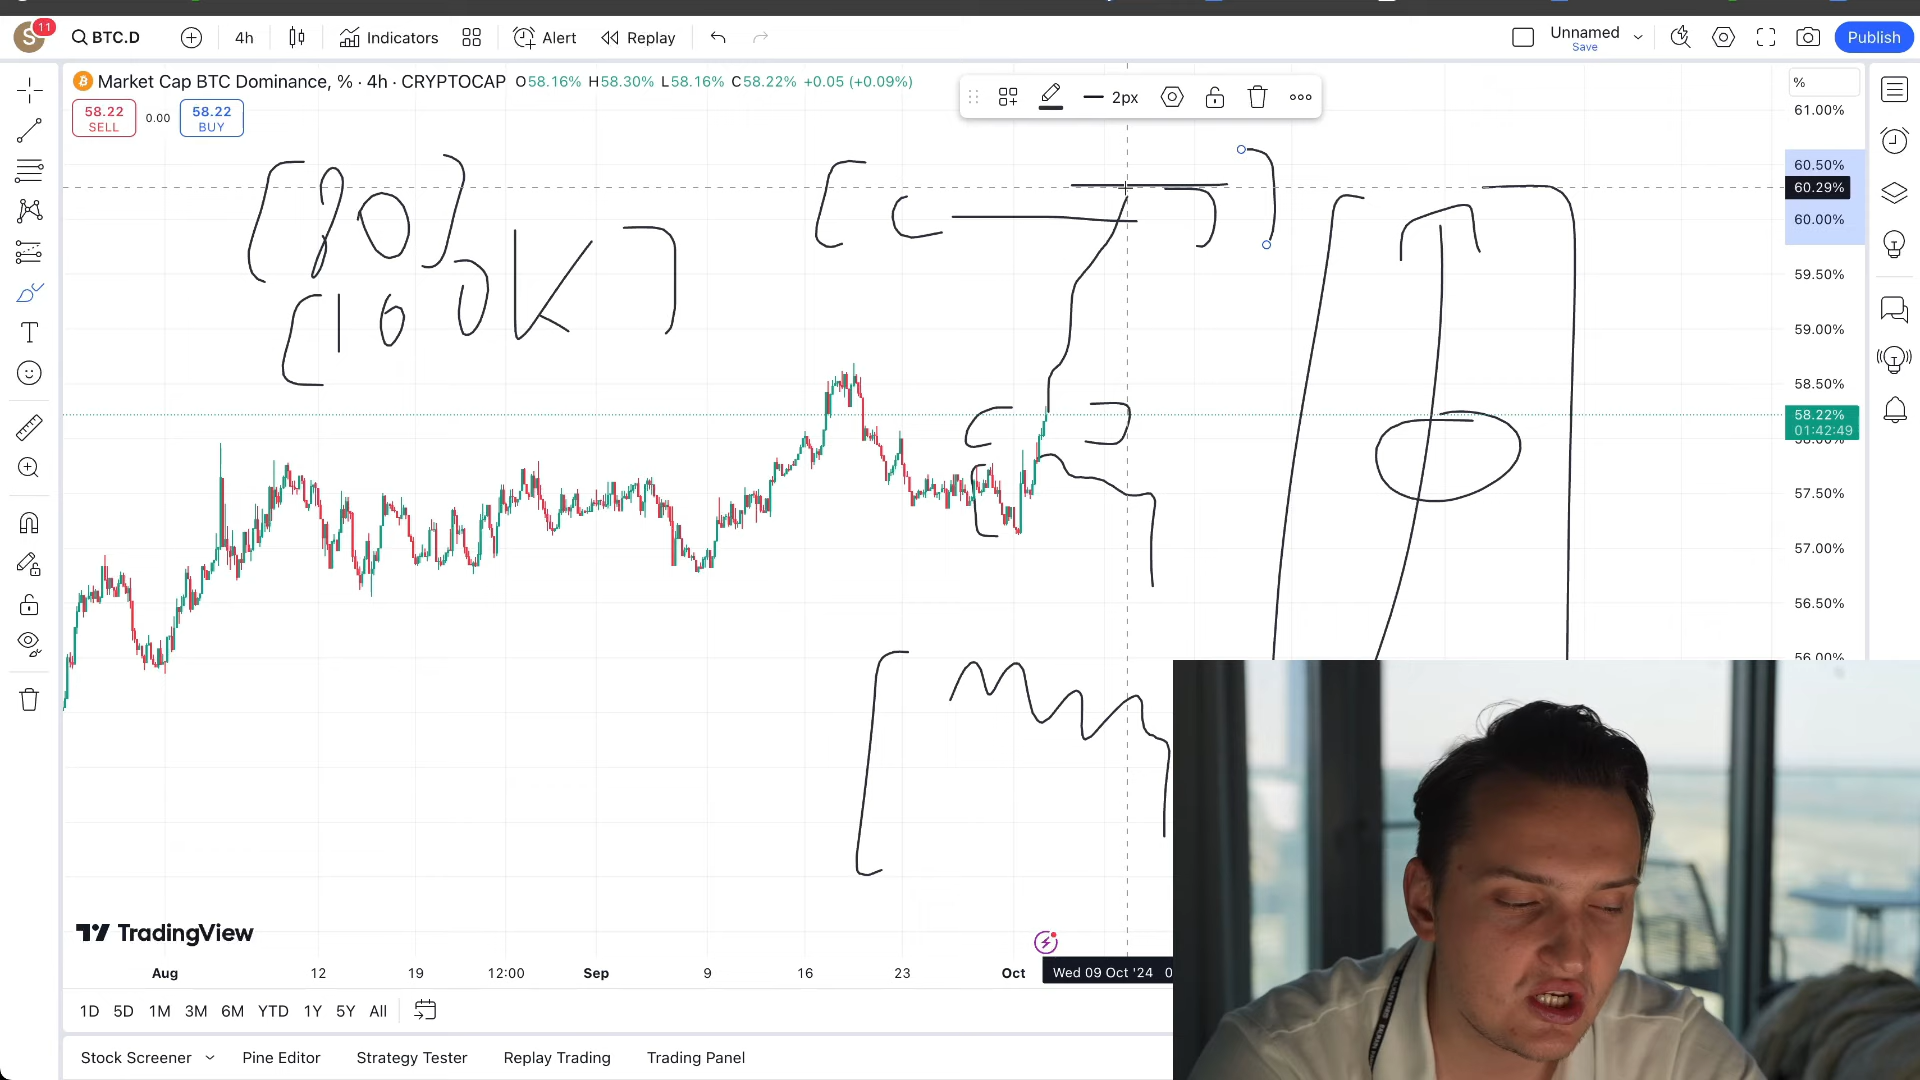 11
S
BTC.D
4h
Indicators
Alert
Replay
Unnamed
Save
Publish
Market Cap BTC Dominance, % · 4h · CRYPTOCAP O58.16% H58.30% L58.16% C58.22% +0.05 (+0.09%)
2px
%
58.22
SELL
0.00
58.22
BUY
61.00%
60.50%
60.29%
60.00%
59.50%
59.00%
58.50%
58.22%
01:42:49
58.00%
57.50%
57.00%
56.50%
56.00%
[80]
[100K]
TradingView
Aug 12 19 12:00 Sep 9 16 23 Oct
Wed 09 Oct '24
1D 5D 1M 3M 6M YTD 1Y 5Y All
Stock Screener Pine Editor Strategy Tester Replay Trading Trading Panel